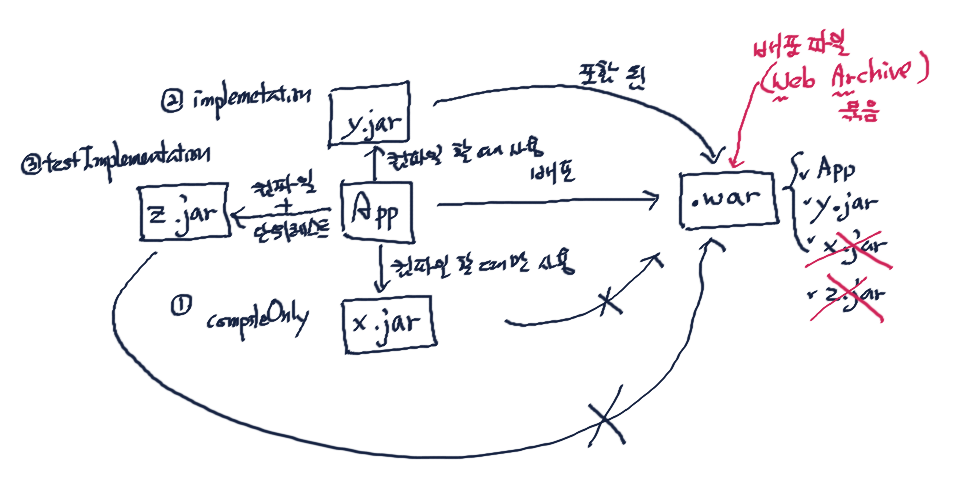 배포 파일
(Web Archive)
묶음
포함 됨
② implemetation
y.jar
③ testImplementation
컴파일 할 때 사용
배포
컴파일
+
단위테스트
z.jar
App
.war
App
y.jar
x.jar
z.jar
컴파일 할 때만 사용
①
compileOnly
x.jar